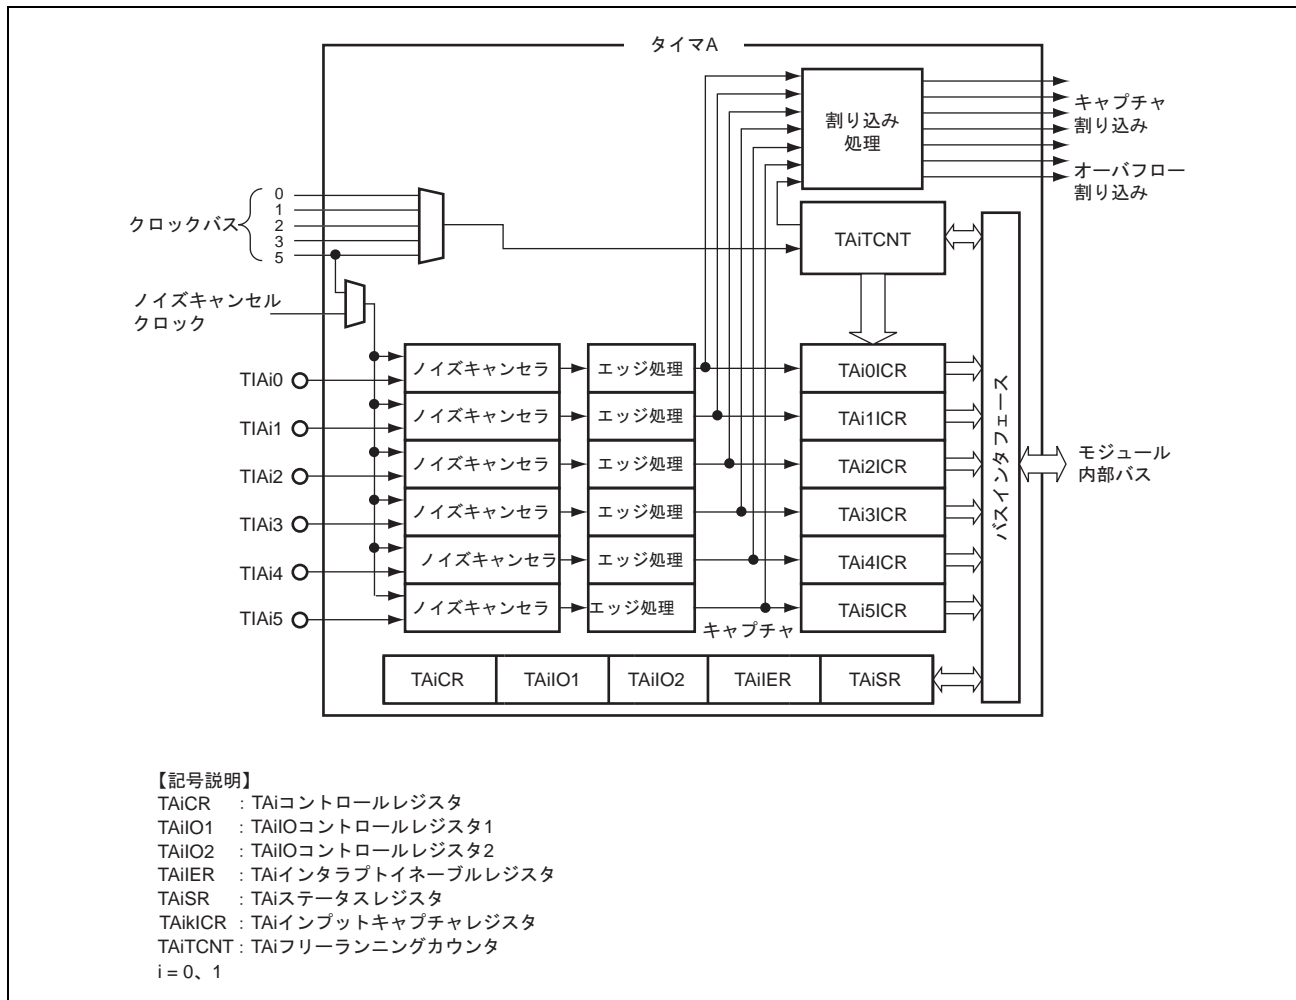 タイマA
割り込み
処理
キャプチャ
割り込み
オーバフロー
割り込み
クロックバス
0
1
2
3
5
TAiTCNT
ノイズキャンセル
クロック
TIAi0
ノイズキャンセラ
エッジ処理
TAi0ICR
TIAi1
ノイズキャンセラ
エッジ処理
TAi1ICR
TIAi2
ノイズキャンセラ
エッジ処理
TAi2ICR
TIAi3
ノイズキャンセラ
エッジ処理
TAi3ICR
TIAi4
ノイズキャンセラ
エッジ処理
TAi4ICR
TIAi5
ノイズキャンセラ
エッジ処理
TAi5ICR
キャプチャ
バスインタフェース
モジュール
内部バス
TAiCR
TAiIO1
TAiIO2
TAiIER
TAiSR
【記号説明】
TAiCR : TAiコントロールレジスタ
TAiIO1 : TAiIOコントロールレジスタ1
TAiIO2 : TAiIOコントロールレジスタ2
TAiIER : TAiインタラプトイネーブルレジスタ
TAiSR : TAiステータスレジスタ
TAikICR : TAiインプットキャプチャレジスタ
TAiTCNT : TAiフリーランニングカウンタ
i = 0、1